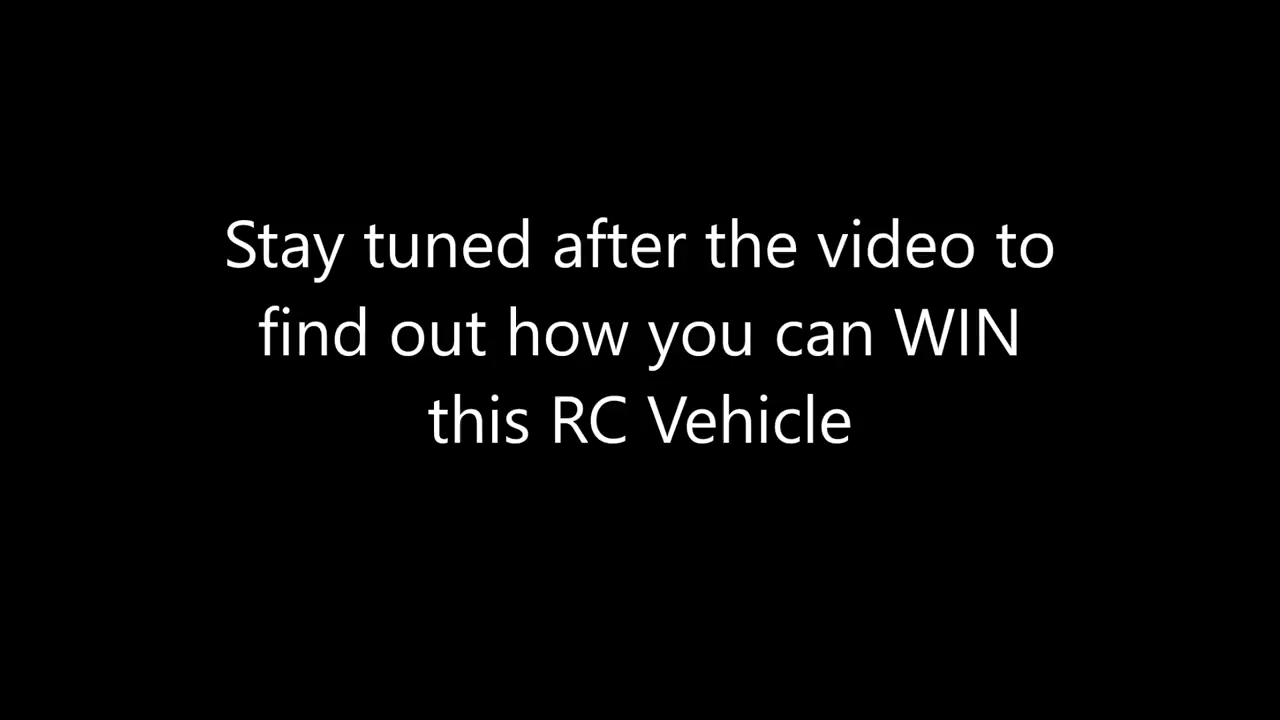 Stay tuned after the video to
find out how you can WIN
this RC Vehicle